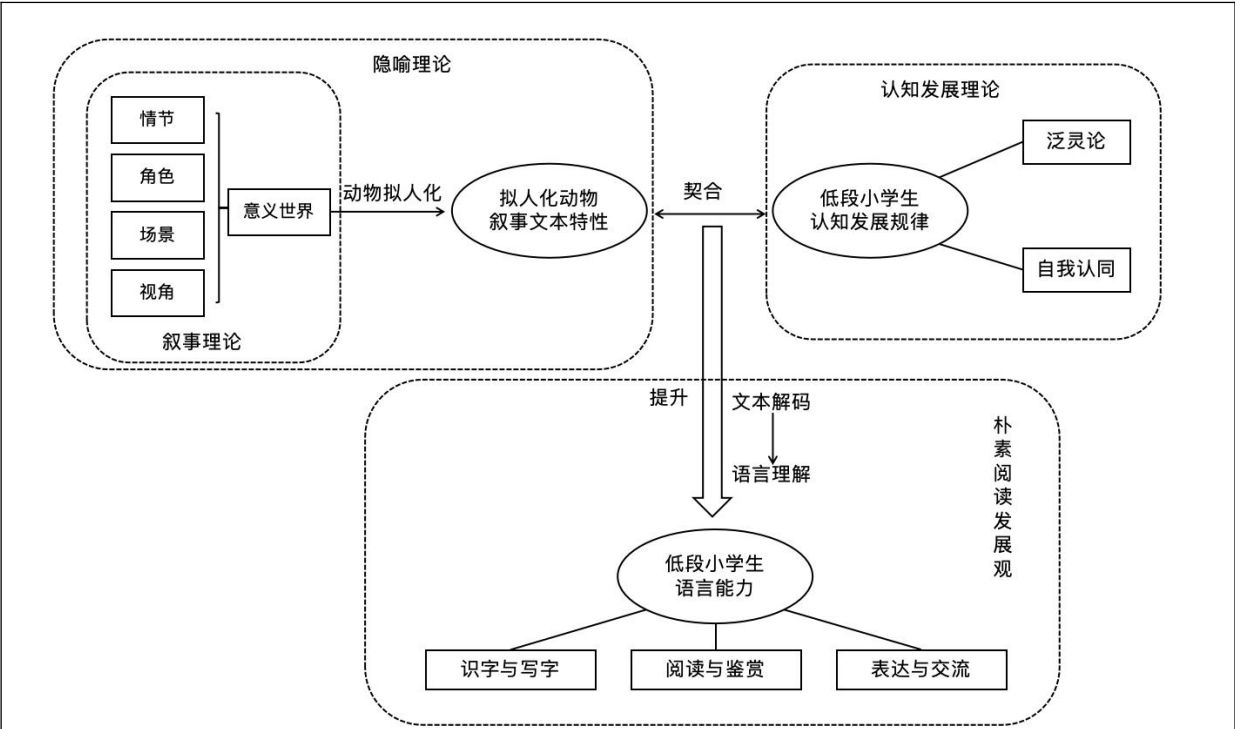 隐喻理论
情节
角色
场景
视角
意义世界
叙事理论
动物拟人化
拟人化动物
叙事文本特性
契合
认知发展理论
低段小学生
认知发展规律
泛灵论
自我认同
提升
文本解码
语言理解
朴素阅读发展观
低段小学生
语言能力
识字与写字
阅读与鉴赏
表达与交流